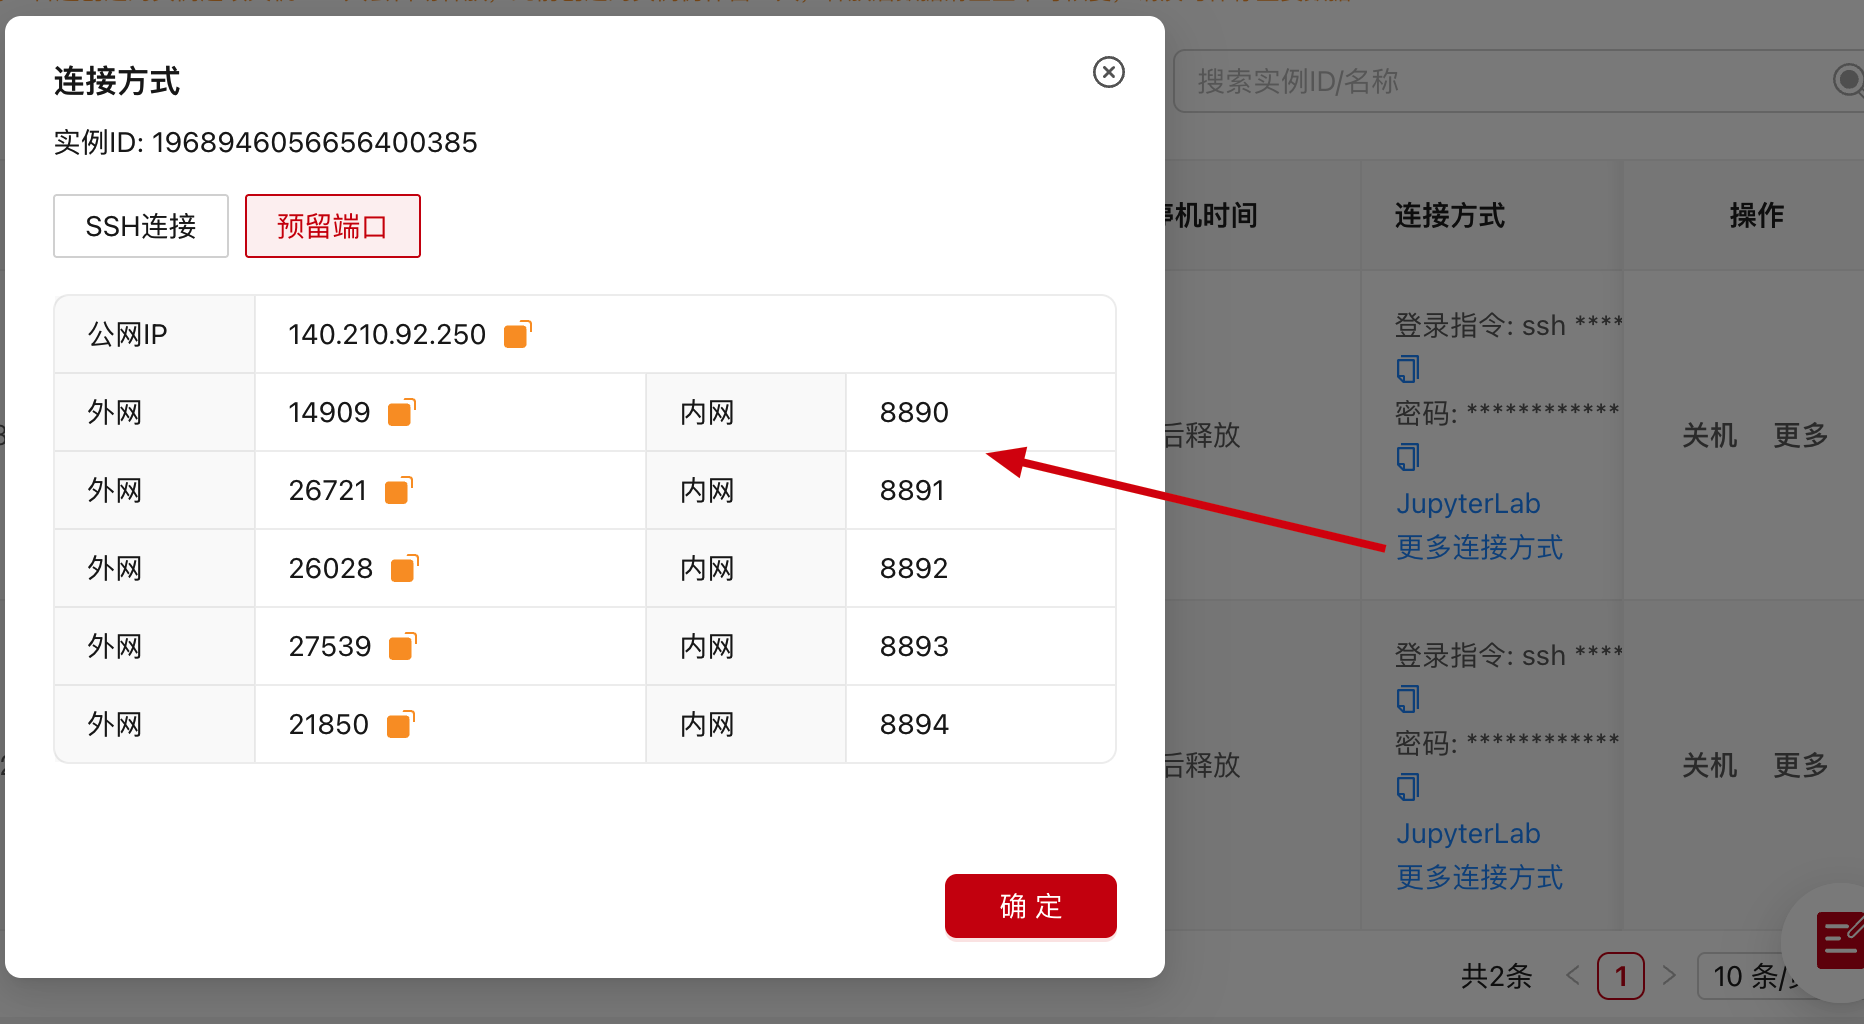 连接方式
实例ID: 1968946056656400385
SSH连接
预留端口
公网IP
140.210.92.250
外网
14909
内网
8890
外网
26721
内网
8891
外网
26028
内网
8892
外网
27539
内网
8893
外网
21850
内网
8894
确 定
搜索实例ID/名称
机时间
连接方式
操作
后释放
登录指令: ssh ****
密码: ************
JupyterLab
更多连接方式
关机
更多
后释放
登录指令: ssh ****
密码: ************
JupyterLab
更多连接方式
关机
更多
共2条
<
1
>
10 条/